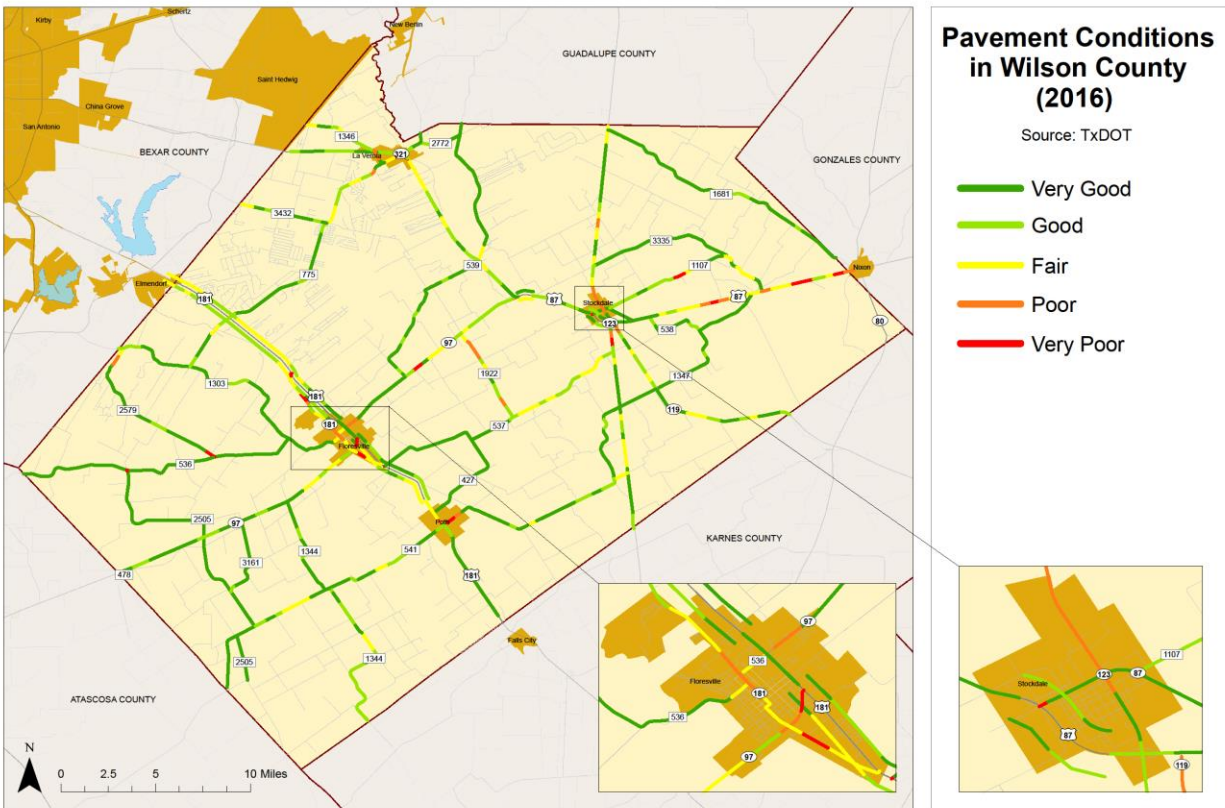 Pavement Conditions
in Wilson County
(2016)
Source: TxDOT
Very Good
Good
Fair
Poor
Very Poor
Kirby
Schertz
New Berlin
GUADALUPE COUNTY
Saint Hedwig
China Grove
San Antonio
BEXAR COUNTY
1346
La Vernia
321
2772
GONZALES COUNTY
1681
3432
3335
775
539
1107
Nixon
Elmendorf
181
87
87
Stockdale
123
538
80
97
1303
1922
1347
181
181
119
2579
Floresville
537
536
427
2505
97
Poth
KARNES COUNTY
1344
541
478
3161
181
Falls City
2505
1344
ATASCOSA COUNTY
N
0 2.5 5 10 Miles
97
536
Floresville
181
181
536
97
1107
Stockdale
123
87
87
119